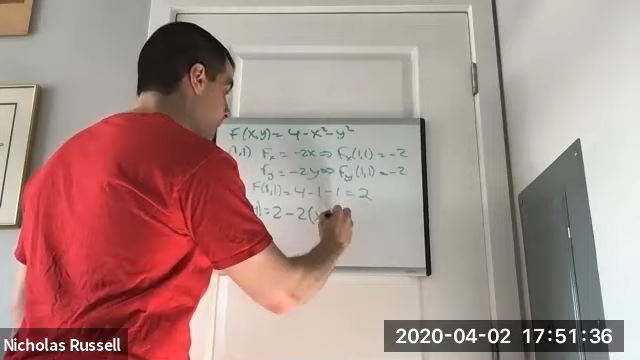 F(x,y) = 4 - x² - y²
(1,1) Fx = -2x ⇒ Fx(1,1) = -2
Fy = -2y ⇒ Fy(1,1) = -2
F(1,1) = 4 - 1 - 1 = 2
) = 2 - 2(x
Nicholas Russell
2020-04-02 17:51:36